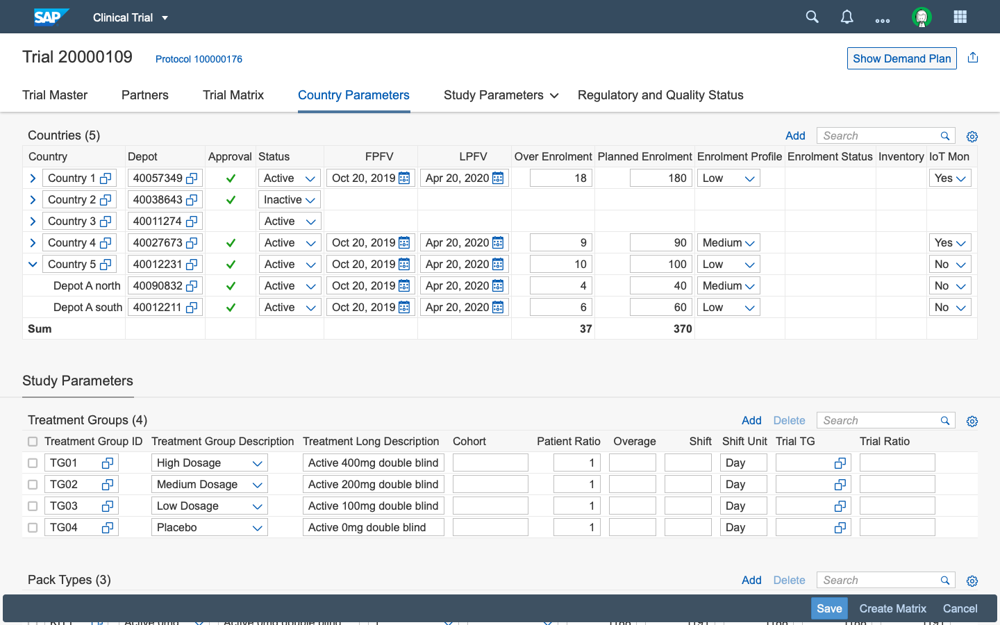 SAP Clinical Trial
Trial 20000109 Protocol 100000176 Show Demand Plan
Trial Master Partners Trial Matrix Country Parameters Study Parameters Regulatory and Quality Status
Countries (5) Add Search
Country Depot Approval Status FPFV LPFV Over Enrolment Planned Enrolment Enrolment Profile Enrolment Status Inventory IoT Mon
Country 1 40057349 Active Oct 20, 2019 Apr 20, 2020 18 180 Low Yes
Country 2 40038643 Inactive
Country 3 40011274 Active
Country 4 40027673 Active Oct 20, 2019 Apr 20, 2020 9 90 Medium Yes
Country 5 40012231 Active Oct 20, 2019 Apr 20, 2020 10 100 Low No
Depot A north 40090832 Active Oct 20, 2019 Apr 20, 2020 4 40 Medium No
Depot A south 40012211 Active Oct 20, 2019 Apr 20, 2020 6 60 Low No
Sum 37 370
Study Parameters
Treatment Groups (4) Add Delete Search
Treatment Group ID Treatment Group Description Treatment Long Description Cohort Patient Ratio Overage Shift Shift Unit Trial TG Trial Ratio
TG01 High Dosage Active 400mg double blind 1 Day
TG02 Medium Dosage Active 200mg double blind 1 Day
TG03 Low Dosage Active 100mg double blind 1 Day
TG04 Placebo Active 0mg double blind 1 Day
Pack Types (3) Add Delete Search
Save Create Matrix Cancel